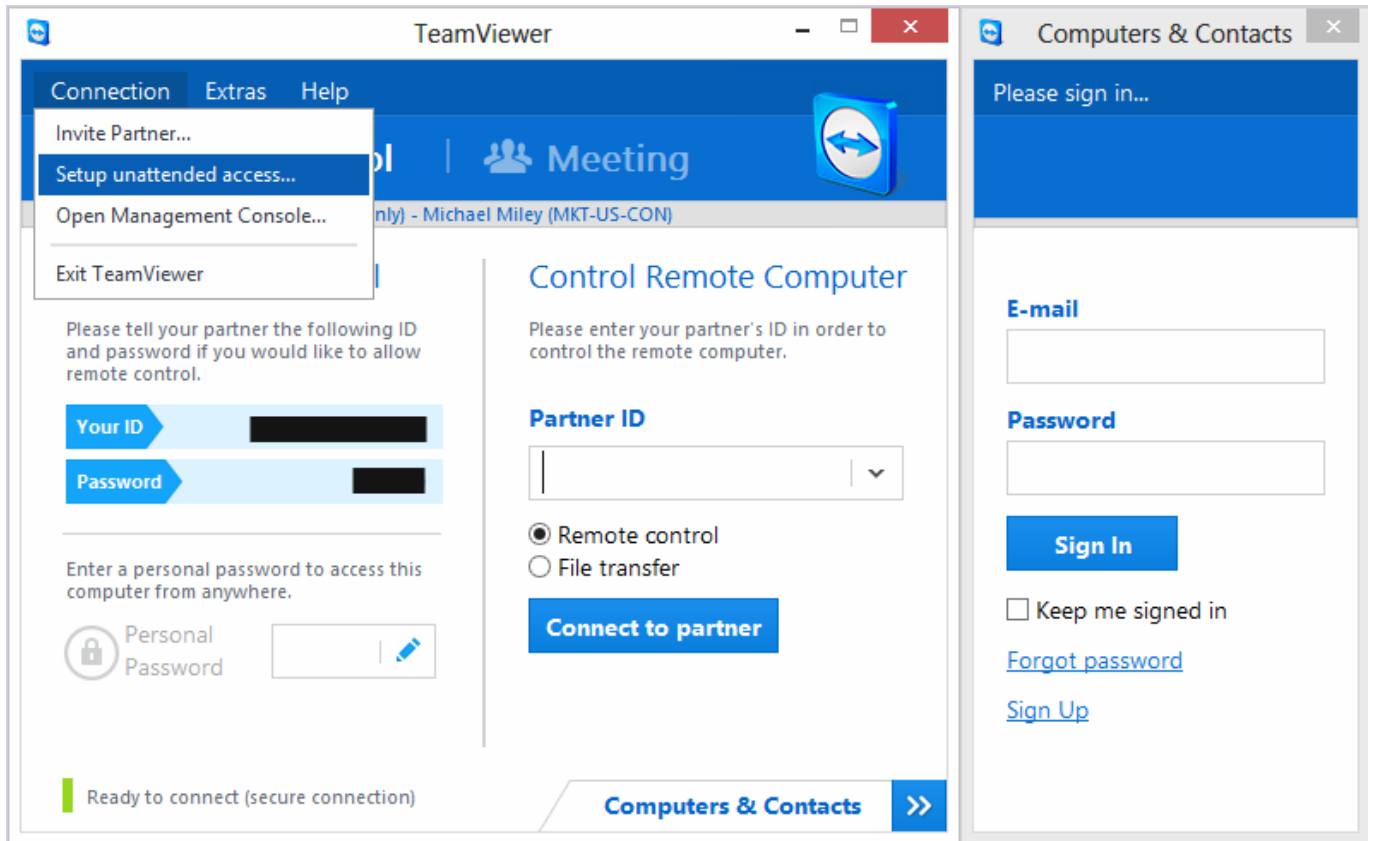 TeamViewer
Connection Extras Help
Invite Partner...
Setup unattended access...
Open Management Console...
Exit TeamViewer
Meeting
only) - Michael Miley (MKT-US-CON)
Please tell your partner the following ID
and password if you would like to allow
remote control.
Your ID
Password
Enter a personal password to access this
computer from anywhere.
Personal
Password
Ready to connect (secure connection)
Control Remote Computer
Please enter your partner's ID in order to
control the remote computer.
Partner ID
Remote control
File transfer
Connect to partner
Computers & Contacts
Computers & Contacts
Please sign in...
E-mail
Password
Sign In
Keep me signed in
Forgot password
Sign Up